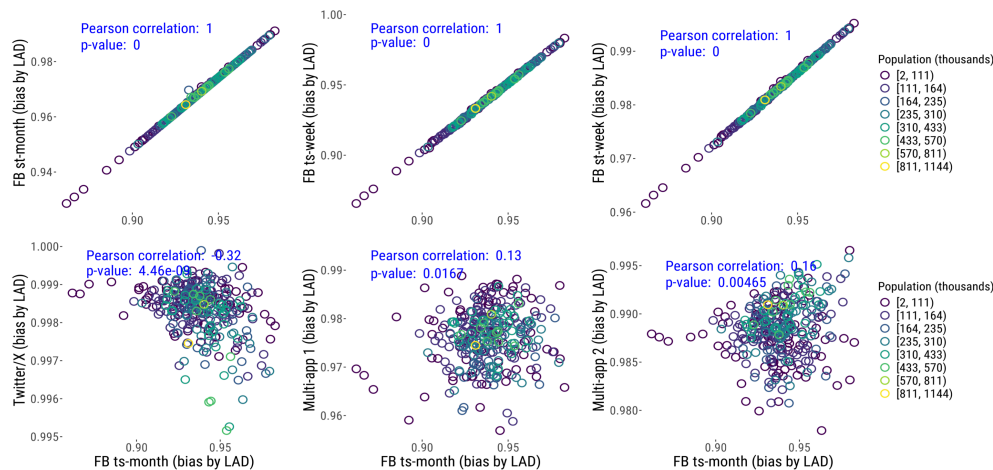 Pearson correlation: 1
p-value: 0
FB st-month (bias by LAD)
0.98-
0.96-
0.94-
0.90
0.95
Pearson correlation: 1
p-value: 0
FB ts-week (bias by LAD)
1.00-
0.95-
0.90-
0.90
0.95
Pearson correlation: 1
p-value: 0
FB st-week (bias by LAD)
0.99-
0.98-
0.97-
0.96-
0.90
0.95
Population (thousands)
[2, 111)
[111, 164)
[164, 235)
[235, 310)
[310, 433)
[433, 570)
[570, 811)
[811, 1144)
Pearson correlation: -0.32
p-value: 4.46e-09
Twitter/X (bias by LAD)
1.000-
0.999-
0.998-
0.997-
0.996-
0.995-
0.90
0.95
FB ts-month (bias by LAD)
Pearson correlation: 0.13
p-value: 0.0167
Multi-app 1 (bias by LAD)
0.99-
0.98-
0.97-
0.96-
0.90
0.95
FB ts-month (bias by LAD)
Pearson correlation: 0.16
p-value: 0.00465
Multi-app 2 (bias by LAD)
0.995-
0.990-
0.985-
0.980-
0.90
0.95
FB ts-month (bias by LAD)
Population (thousands)
[2, 111)
[111, 164)
[164, 235)
[235, 310)
[310, 433)
[433, 570)
[570, 811)
[811, 1144)